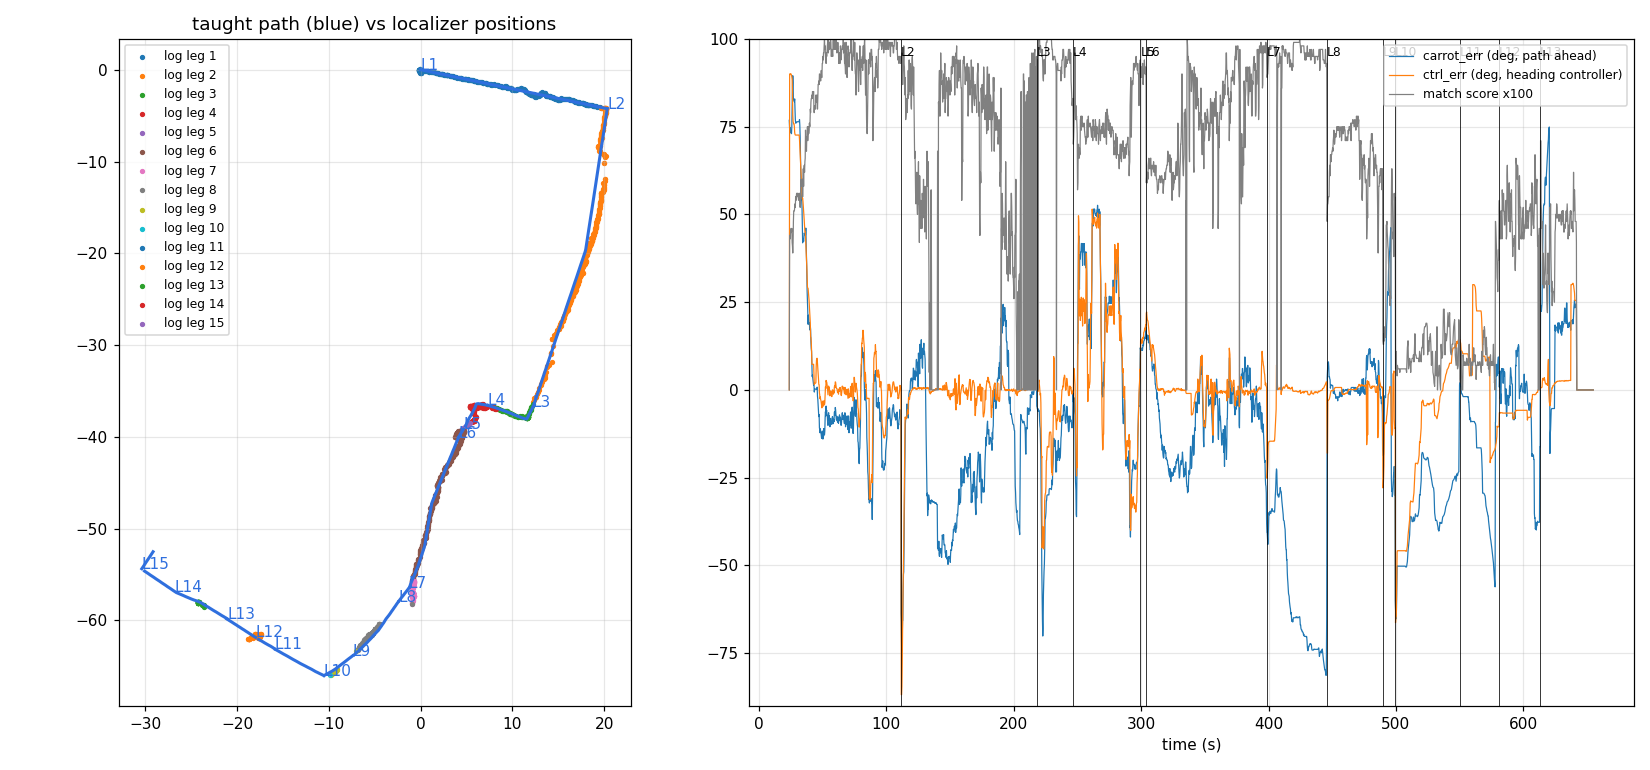 taught path (blue) vs localizer positions
log leg 1
log leg 2
log leg 3
log leg 4
log leg 5
log leg 6
log leg 7
log leg 8
log leg 9
log leg 10
log leg 11
log leg 12
log leg 13
log leg 14
log leg 15
L1
L2
L3
L4
L7
L8
L9
L10
L11
L12
L13
L14
L15
0
−10
−20
−30
−40
−50
−60
−30
−20
−10
0
10
20
carrot_err (deg, path ahead)
ctrl_err (deg, heading controller)
match score x100
L2
L3
L4
L6
L7
L8
100
75
50
25
0
−25
−50
−75
0
100
200
300
400
500
600
time (s)